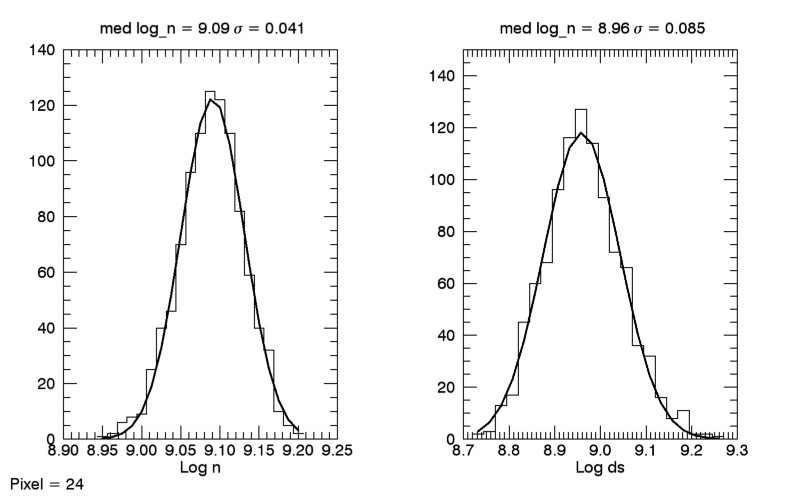 med log_n = 9.09 σ = 0.041
140
120
100
80
60
40
20
0
8.90 8.95 9.00 9.05 9.10 9.15 9.20 9.25
Log n
med log_n = 8.96 σ = 0.085
140
120
100
80
60
40
20
0
8.7 8.8 8.9 9.0 9.1 9.2 9.3
Log ds
Pixel = 24